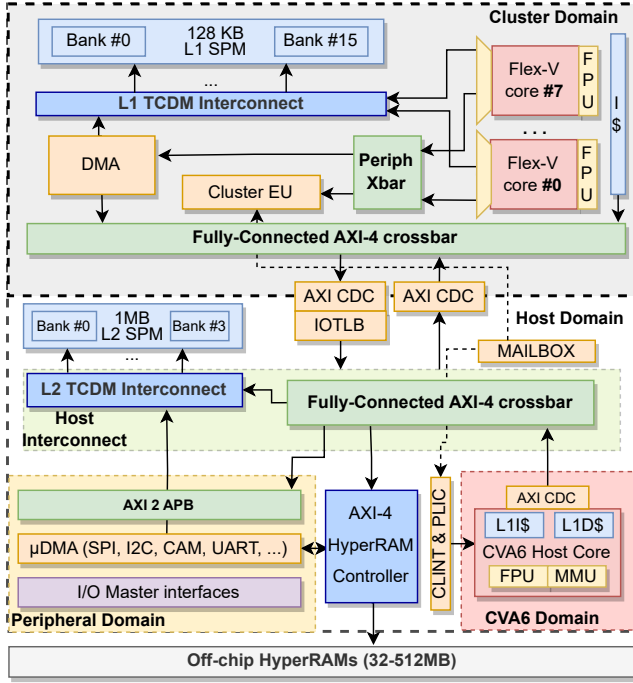 Cluster Domain
Bank #0
128 KB
L1 SPM
Bank #15
L1 TCDM Interconnect
Flex-V
core #7
F
P
U
I
$
...
...
DMA
Periph
Xbar
Cluster EU
Flex-V
core #0
F
P
U
Fully-Connected AXI-4 crossbar
AXI CDC
IOTLB
AXI CDC
Host Domain
Bank #0
1MB
L2 SPM
Bank #3
...
MAILBOX
L2 TCDM Interconnect
Host
Interconnect
Fully-Connected AXI-4 crossbar
AXI 2 APB
µDMA (SPI, I2C, CAM, UART, ...)
I/O Master interfaces
Peripheral Domain
AXI-4
HyperRAM
Controller
CLINT & PLIC
AXI CDC
L1I$
L1D$
CVA6 Host Core
FPU
MMU
CVA6 Domain
Off-chip HyperRAMs (32-512MB)